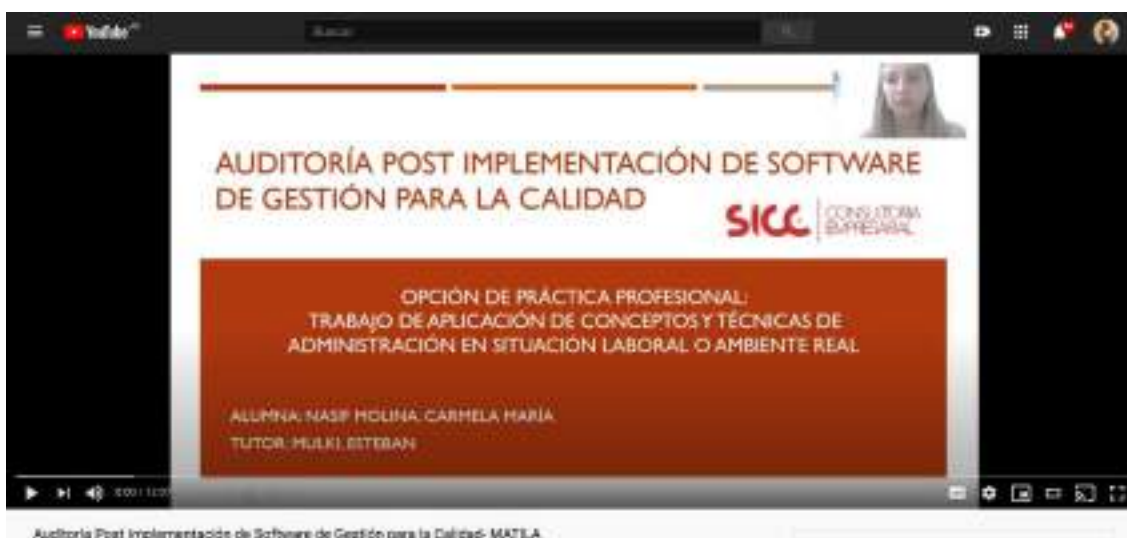 YouTube
Buscar
AUDITORÍA POST IMPLEMENTACIÓN DE SOFTWARE
DE GESTIÓN PARA LA CALIDAD
SICC CONSULTORIA
EMPRESARIAL
OPCIÓN DE PRÁCTICA PROFESIONAL:
TRABAJO DE APLICACIÓN DE CONCEPTOS Y TÉCNICAS DE
ADMINISTRACIÓN EN SITUACIÓN LABORAL O AMBIENTE REAL
ALUMNA: NASIF MOLINA, CARMELA MARÍA
TUTOR: MULKI, ESTEBAN
Auditoría Post Implementación de Software de Gestión para la Calidad- MATILA